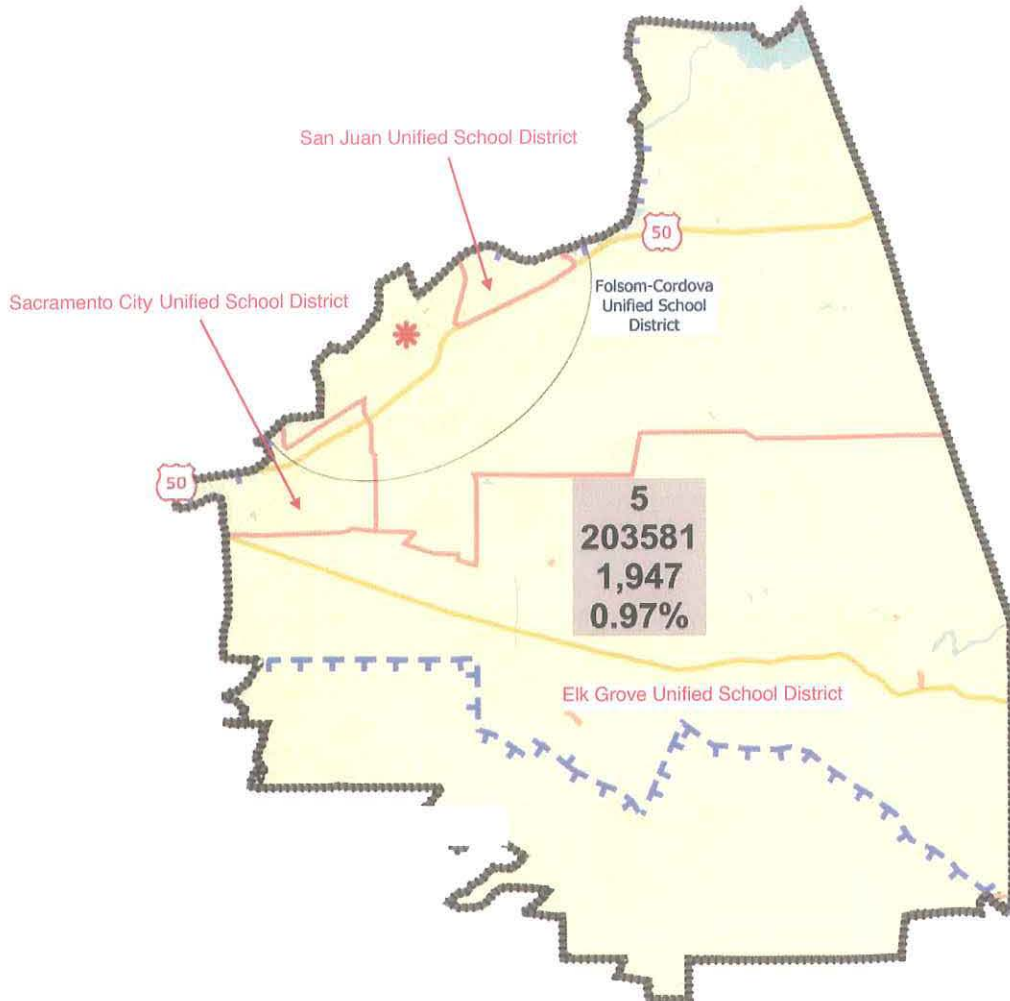 San Juan Unified School District
50
Folsom-Cordova
Unified School
District
Sacramento City Unified School District
50
5
203581
1,947
0.97%
Elk Grove Unified School District